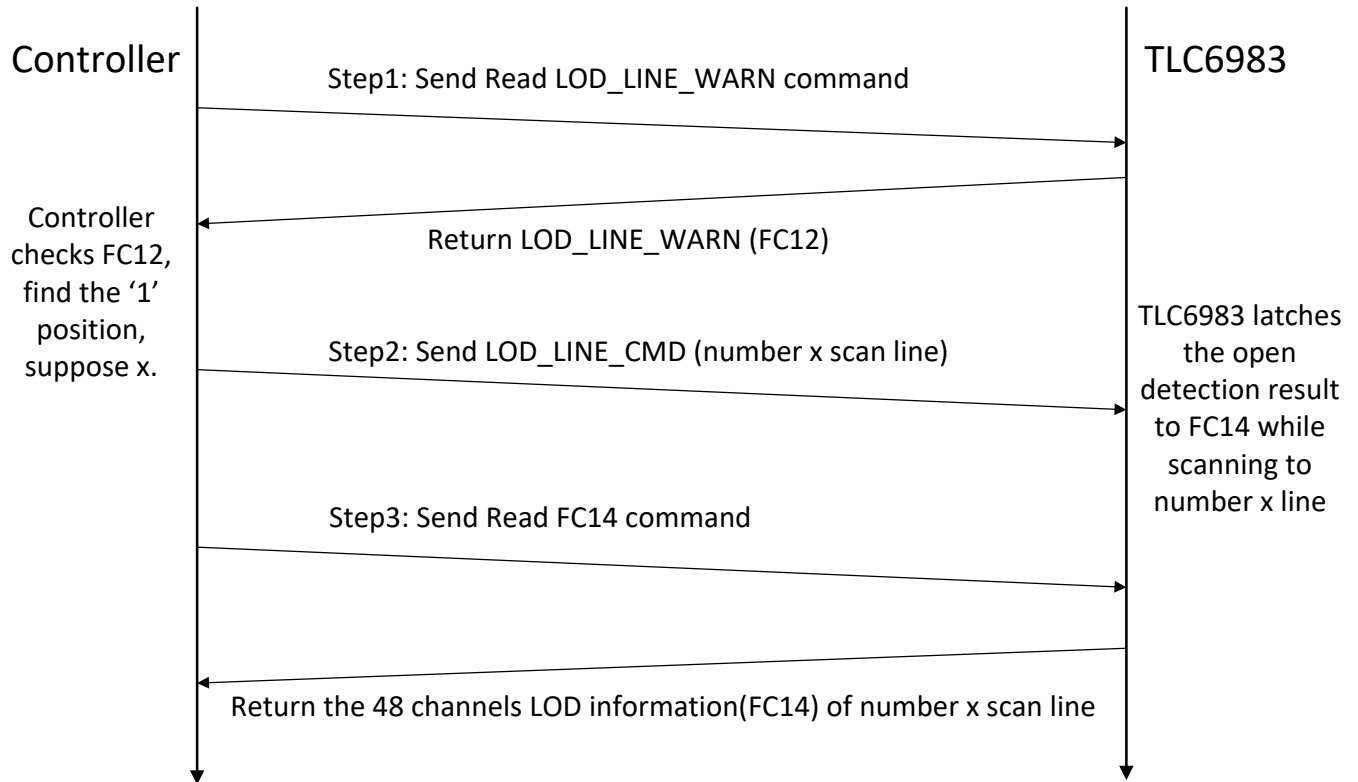 Controller
TLC6983
Step1: Send Read LOD_LINE_WARN command
Return LOD_LINE_WARN (FC12)
Controller
checks FC12,
find the ‘1’
position,
suppose x.
Step2: Send LOD_LINE_CMD (number x scan line)
TLC6983 latches
the open
detection result
to FC14 while
scanning to
number x line
Step3: Send Read FC14 command
Return the 48 channels LOD information(FC14) of number x scan line